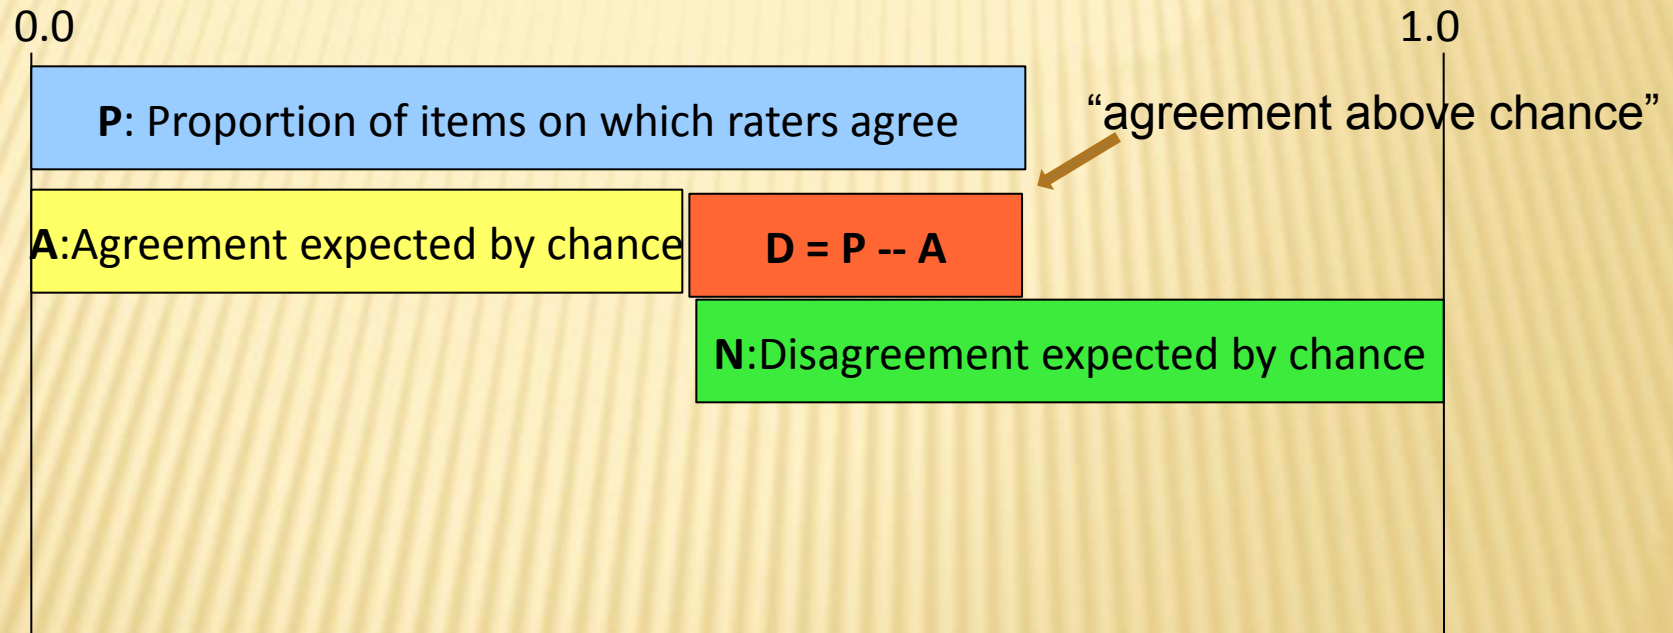 0.0
1.0
P: Proportion of items on which raters agree
“agreement above chance”
A:Agreement expected by chance
D = P -- A
N:Disagreement expected by chance